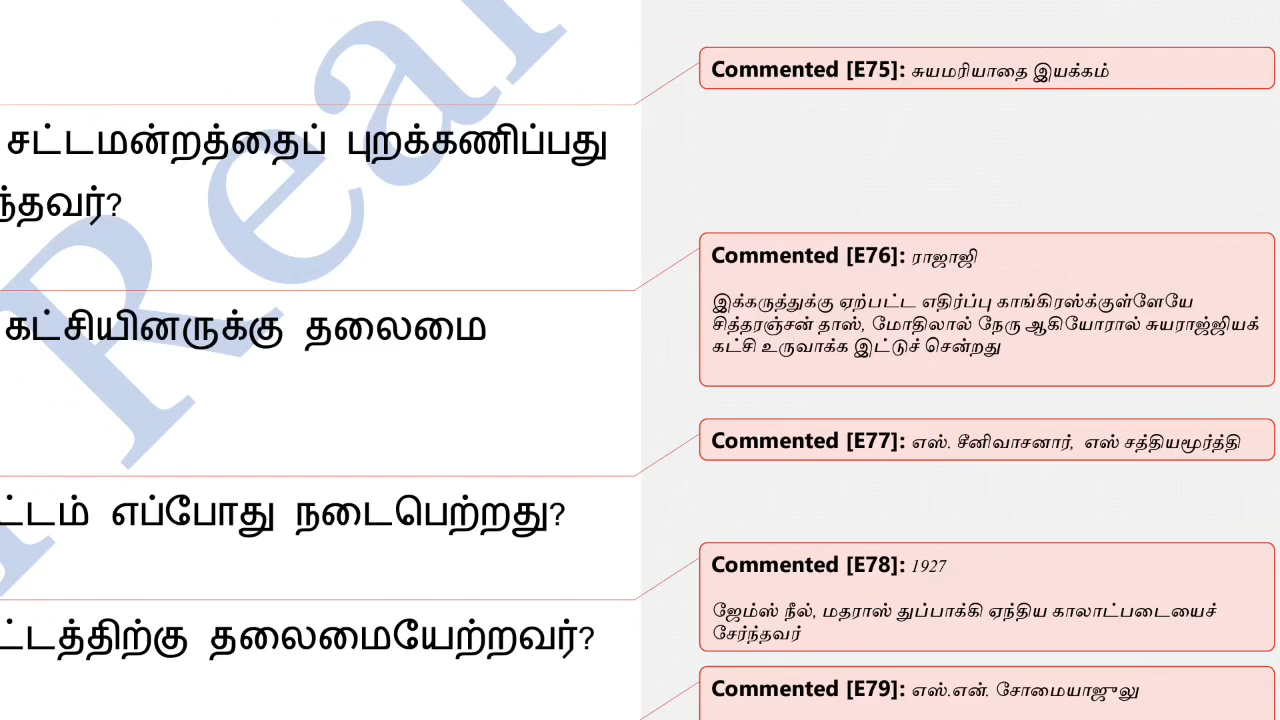 Commented [E75]: சுயமரியாதை இயக்கம்
சட்டமன்றத்தைப் புறக்கணிப்பது
ந்தவர்?
Commented [E76]: ராஜாஜி
இக்கருத்துக்கு ஏற்பட்ட எதிர்ப்பு காங்கிரஸ்க்குள்ளேயே
சித்தரஞ்சன் தாஸ், மோதிலால் நேரு ஆகியோரால் சுயராஜ்ஜியக்
கட்சி உருவாக்க இட்டுச் சென்றது
கட்சியினருக்கு தலைமை
Commented [E77]: எஸ். சீனிவாசனார், எஸ் சத்தியமூர்த்தி
ட்டம் எப்போது நடைபெற்றது?
Commented [E78]: 1927
ஜேம்ஸ் நீல், மதராஸ் துப்பாக்கி ஏந்திய காலாட்படையைச்
சேர்ந்தவர்
ட்டத்திற்கு தலைமையேற்றவர்?
Commented [E79]: எஸ்.என். சோமையாஜுலு